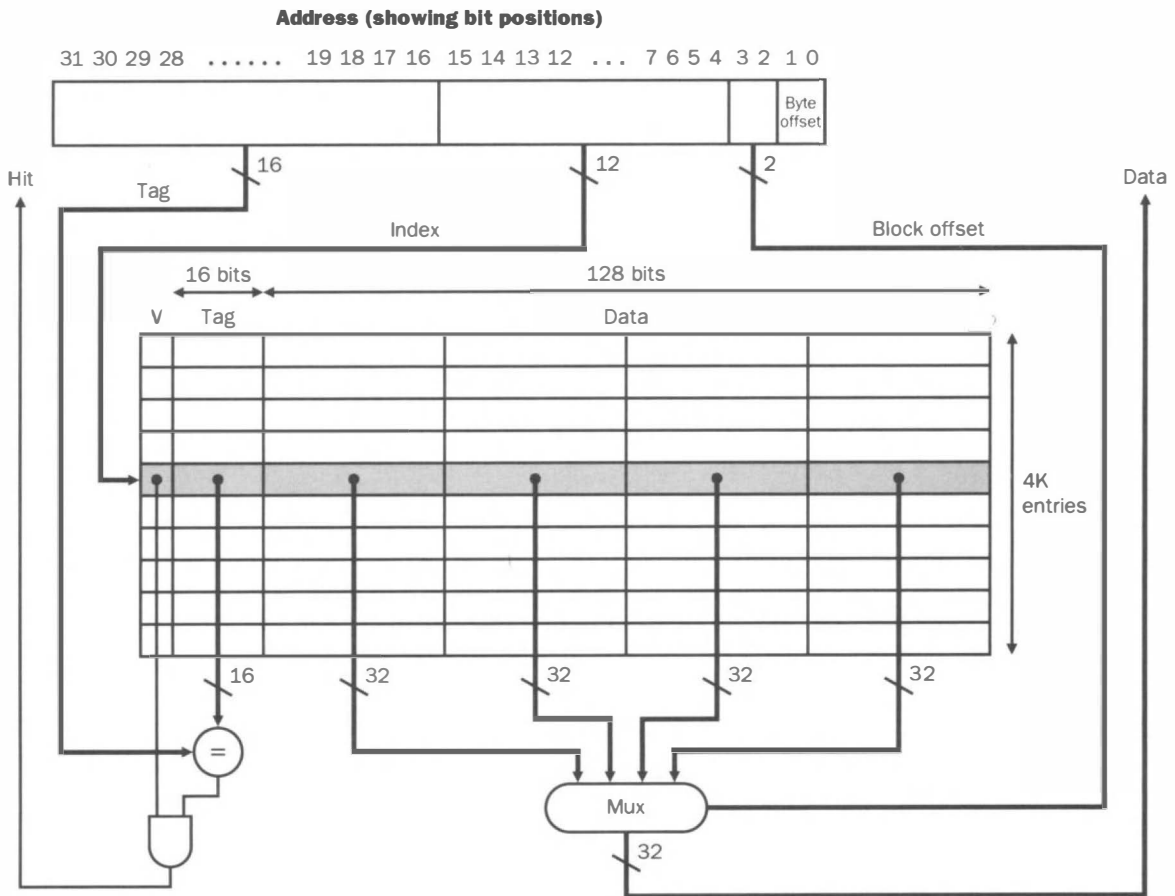 Address (showing bit positions)
31 30 29 28 ...... 19 18 17 16 15 14 13 12 ... 7 6 5 4 3 2 1 0
Byte
offset
16 12 2
Hit Tag Data
Index Block offset
16 bits 128 bits
V Tag Data
4K
entries
16 32 32 32 32
=
Mux
32